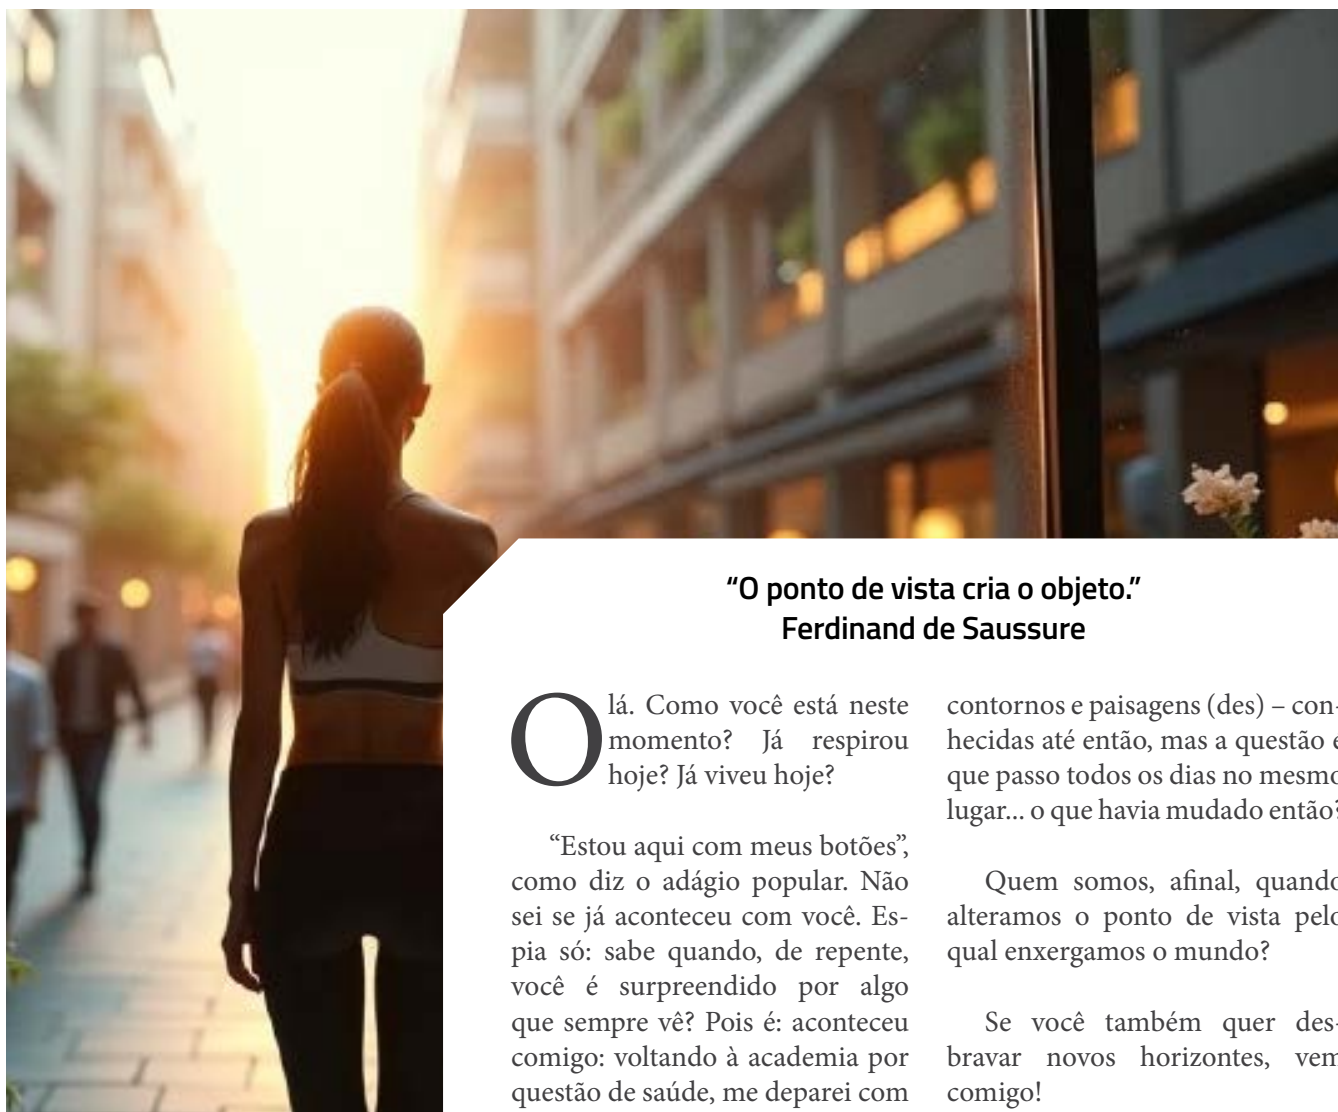 “O ponto de vista cria o objeto.”
Ferdinand de Saussure
Olá. Como você está neste
momento? Já respirou
hoje? Já viveu hoje?
“Estou aqui com meus botões”,
como diz o adágio popular. Não
sei se já aconteceu com você. Es-
pia só: sabe quando, de repente,
você é surpreendido por algo
que sempre vê? Pois é: aconteceu
comigo: voltando à academia por
questão de saúde, me deparei com
contornos e paisagens (des) – con-
hecidas até então, mas a questão é
que passo todos os dias no mesmo
lugar... o que havia mudado então?
Quem somos, afinal, quando
alteramos o ponto de vista pelo
qual enxergamos o mundo?
Se você também quer des-
bravar novos horizontes, vem
comigo!